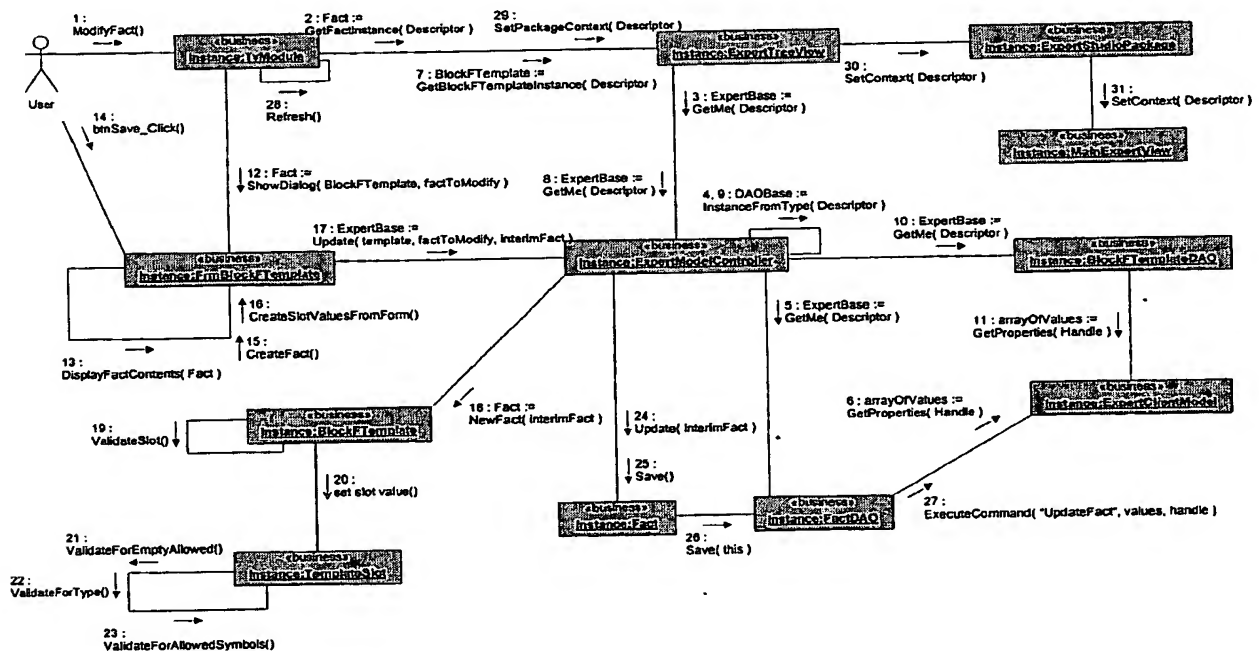 1 :
ModifyFact()
2 : Fact :=
GetFactInstance( Descriptor )
29 :
SetPackageContext( Descriptor )
«business»
Instance:TvModule
«business»
Instance:ExpertTreeView
«business»
Instance:ExpertStudioPackage
7 : BlockFTemplate :=
GetBlockFTemplateInstance( Descriptor )
30 :
SetContext( Descriptor )
28 :
Refresh()
3 : ExpertBase :=
GetMe( Descriptor )
31 :
SetContext( Descriptor )
User
14 :
btnSave_Click()
«business»
Instance:MainExpertView
12 : Fact :=
ShowDialog( BlockFTemplate, factToModify )
8 : ExpertBase :=
GetMe( Descriptor )
4, 9 : DAOBase :=
InstanceFromType( Descriptor )
17 : ExpertBase :=
Update( template, factToModify, interimFact )
10 : ExpertBase :=
GetMe( Descriptor )
«business»
Instance:FrmBlockFTemplate
«business»
Instance:ExpertModelController
«business»
Instance:BlockFTemplateDAO
16 :
CreateSlotValuesFromForm()
5 : ExpertBase :=
GetMe( Descriptor )
11 : arrayOfValues :=
GetProperties( Handle )
15 :
CreateFact()
13 :
DisplayFactContents( Fact )
«business»
Instance:ExpertClientModel
6 : arrayOfValues :=
GetProperties( Handle )
18 : Fact :=
NewFact( interimFact )
24 :
Update( interimFact )
«business»
Instance:BlockFTemplate
19 :
ValidateSlot()
25 :
Save()
20 :
set slot value()
«business»
Instance:Fact
«business»
Instance:FactDAO
27 :
ExecuteCommand( "UpdateFact", values, handle )
26 :
Save( this )
21 :
ValidateForEmptyAllowed()
«business»
Instance:TemplateSlot
22 :
ValidateForType()
23 :
ValidateForAllowedSymbols()